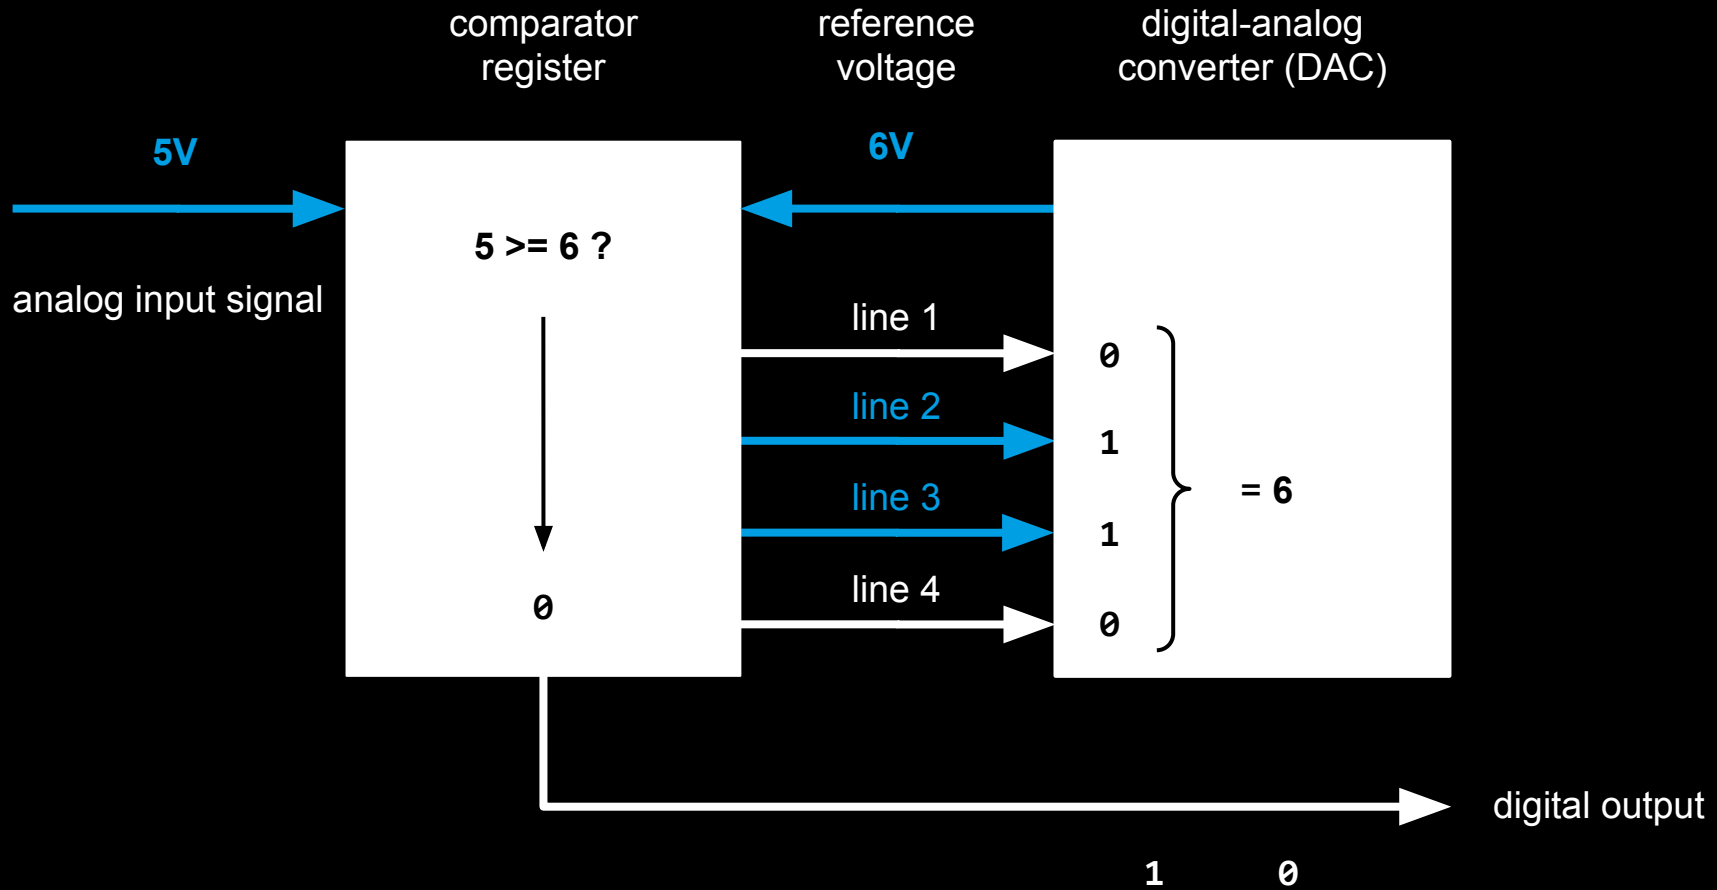 comparator
register
reference
voltage
digital-analog
converter (DAC)
5V
6V
5 >= 6 ?
analog input signal
line 1
0
line 2
1
line 3
= 6
1
line 4
0
0
digital output
1 0